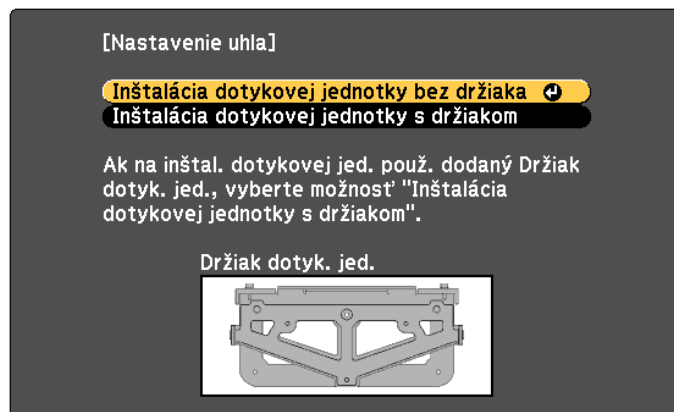 [Nastavenie uhla]
Inštalácia dotykovej jednotky bez držiaka
Inštalácia dotykovej jednotky s držiakom
Ak na inštal. dotykovej jed. použ. dodaný Držiak
dotyk. jed., vyberte možnosť "Inštalácia
dotykovej jednotky s držiakom".
Držiak dotyk. jed.